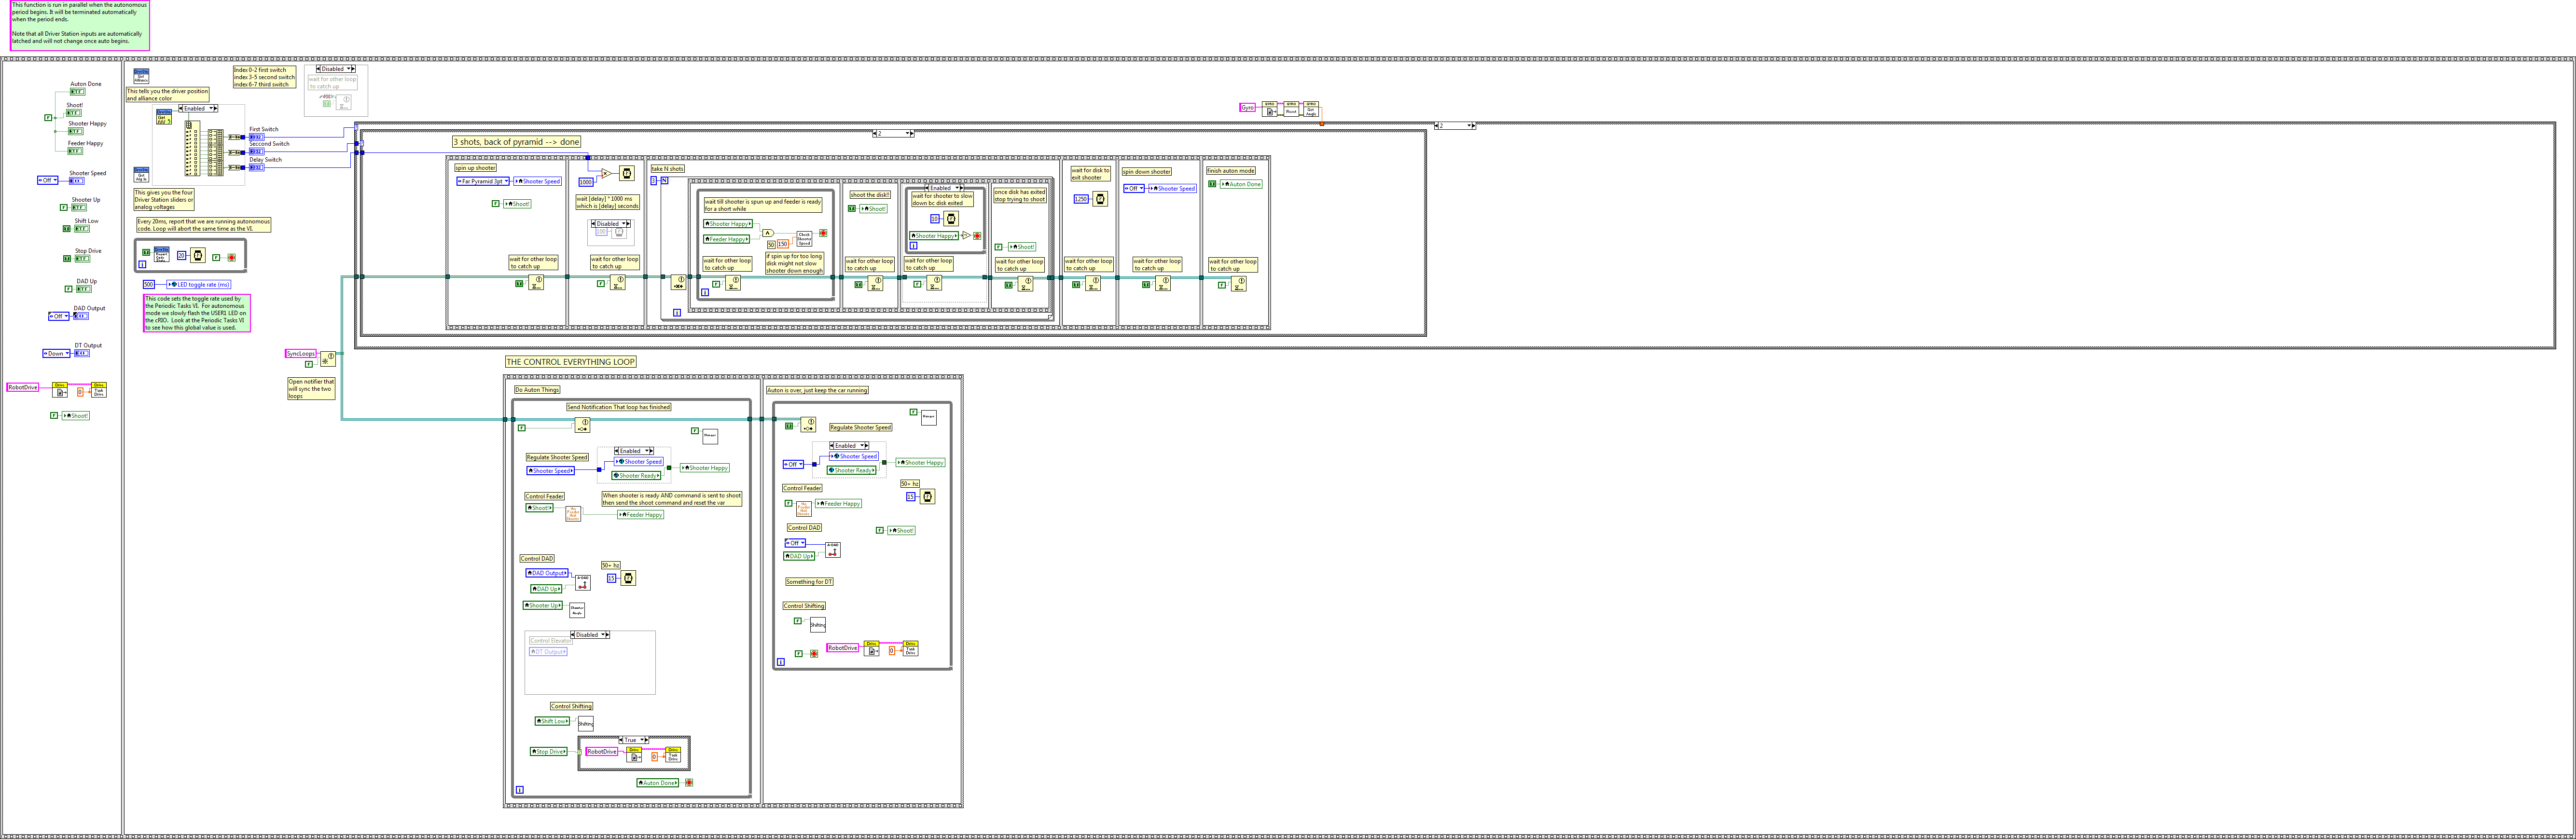 This function is run in parallel when the autonomous
period begins. It will be terminated automatically
when the period ends.
Note that all Driver Station inputs are automatically
latched and will not change once auto begins.
Auton Done
Shoot!
Shooter Happy
Feeder Happy
Shooter Speed
Off
Shooter Up
Shift Low
Stop Drive
DAD Up
DAD Output
Off
DT Output
Down
RobotDrive
0
Shoot!
This tells you the driver position
and alliance color
Index 0-2 first switch
index 3-5 second switch
index 6-7 third switch
Disabled
wait for other loop
to catch up
Enabled
First Switch
Seccond Switch
Delay Switch
This gives you the four
Driver Station sliders or
analog voltages
Every 20ms, report that we are running autonomous
code. Loop will abort the same time as the VI.
20
500
LED toggle rate (ms)
This code sets the toggle rate used by
the Periodic Tasks VI. For autonomous
mode we slowly flash the USER1 LED on
the cRIO. Look at the Periodic Tasks VI
to see how this global value is used.
SyncLoops
Open notifier that
will sync the two
loops
Gyro
2
2
3 shots, back of pyramid --> done
spin up shooter
Far Pyramid 3pt
Shooter Speed
Shoot!
wait for other loop
to catch up
1000
wait [delay] * 1000 ms
which is [delay] seconds
Disabled
100
wait for other loop
to catch up
take N shots
3
N
wait till shooter is spun up and feeder is ready
for a short while
Shooter Happy
Feeder Happy
50
150
Check
Shooter
Speed
if spin up for too long
disk might not slow
shooter down enough
wait for other loop
to catch up
shoot the disk!!
Shoot!
wait for other loop
to catch up
Enabled
wait for shooter to slow
down bc disk exited
10
Shooter Happy
wait for other loop
to catch up
once disk has exited
stop trying to shoot
Shoot!
wait for other loop
to catch up
wait for disk to
exit shooter
1250
wait for other loop
to catch up
spin down shooter
Off
Shooter Speed
wait for other loop
to catch up
finish auton mode
Auton Done
wait for other loop
to catch up
THE CONTROL EVERYTHING LOOP
Do Auton Things
Send Notification That loop has finished
Regulate Shooter Speed
Shooter Speed
Enabled
Shooter Speed
Shooter Ready
Shooter Happy
Control Feader
Shoot!
Feeder Happy
When shooter is ready AND command is sent to shoot
then send the shoot command and reset the var
Control DAD
DAD Output
DAD Up
50+ hz
15
Shooter Up
Shooter
Angle
Disabled
Control Elevator
DT Output
Control Shifting
Shift Low
Shifting
Stop Drive
True
RobotDrive
0
Auton Done
Auton is over, just keep the car running
Regulate Shooter Speed
Off
Enabled
Shooter Speed
Shooter Ready
Shooter Happy
Control Feader
Feeder Happy
50+ hz
15
Control DAD
Off
DAD Up
Shoot!
Something for DT
Control Shifting
Shifting
RobotDrive
0